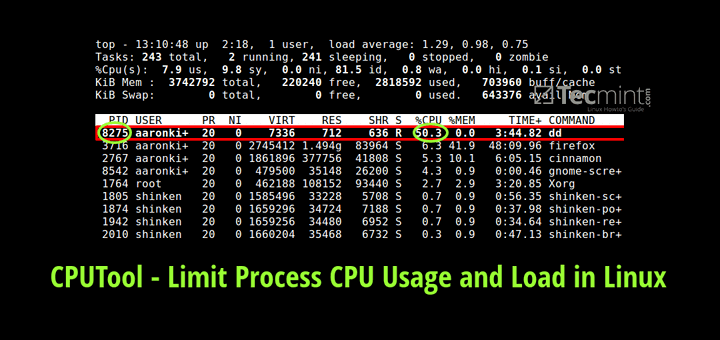 top - 13:10:48 up  2:18,  1 user,  load average: 1.29, 0.98, 0.75
Tasks: 243 total,   2 running, 241 sleeping,   0 stopped,   0 zombie
%Cpu(s):  7.9 us,  9.8 sy,  0.0 ni, 81.5 id,  0.8 wa,  0.0 hi,  0.1 si,  0.0 st
KiB Mem :  3742792 total,   220240 free,  2818592 used,   703960 buff/cache
KiB Swap:        0 total,        0 free,        0 used.   643376
Tecmint.com
Linux Howto's Guide
PID USER      PR  NI    VIRT    RES    SHR S  %CPU %MEM     TIME+ COMMAND
8275 aaronki+  20   0    7336    712    636 R  50.3  0.0   3:44.82 dd
3716 aaronki+  20   0 2745412 1.494g  83964 S   6.3 41.9  48:09.96 firefox
2767 aaronki+  20   0 1861896 377756  41808 S   5.3 10.1   6:05.15 cinnamon
8542 aaronki+  20   0  479500  35148  26200 S   4.3  0.9   0:00.46 gnome-scre+
1764 root      20   0  462188 108152  93440 S   2.7  2.9   3:20.85 Xorg
1805 shinken   20   0 1585496  33228   5708 S   0.7  0.9   0:56.35 shinken-sc+
1874 shinken   20   0 1659296  34724   7188 S   0.7  0.9   0:37.98 shinken-po+
1942 shinken   20   0 1659256  34480   6952 S   0.7  0.9   0:34.64 shinken-re+
2010 shinken   20   0 1660204  35468   6732 S   0.3  0.9   0:47.13 shinken-br+
CPUTool - Limit Process CPU Usage and Load in Linux